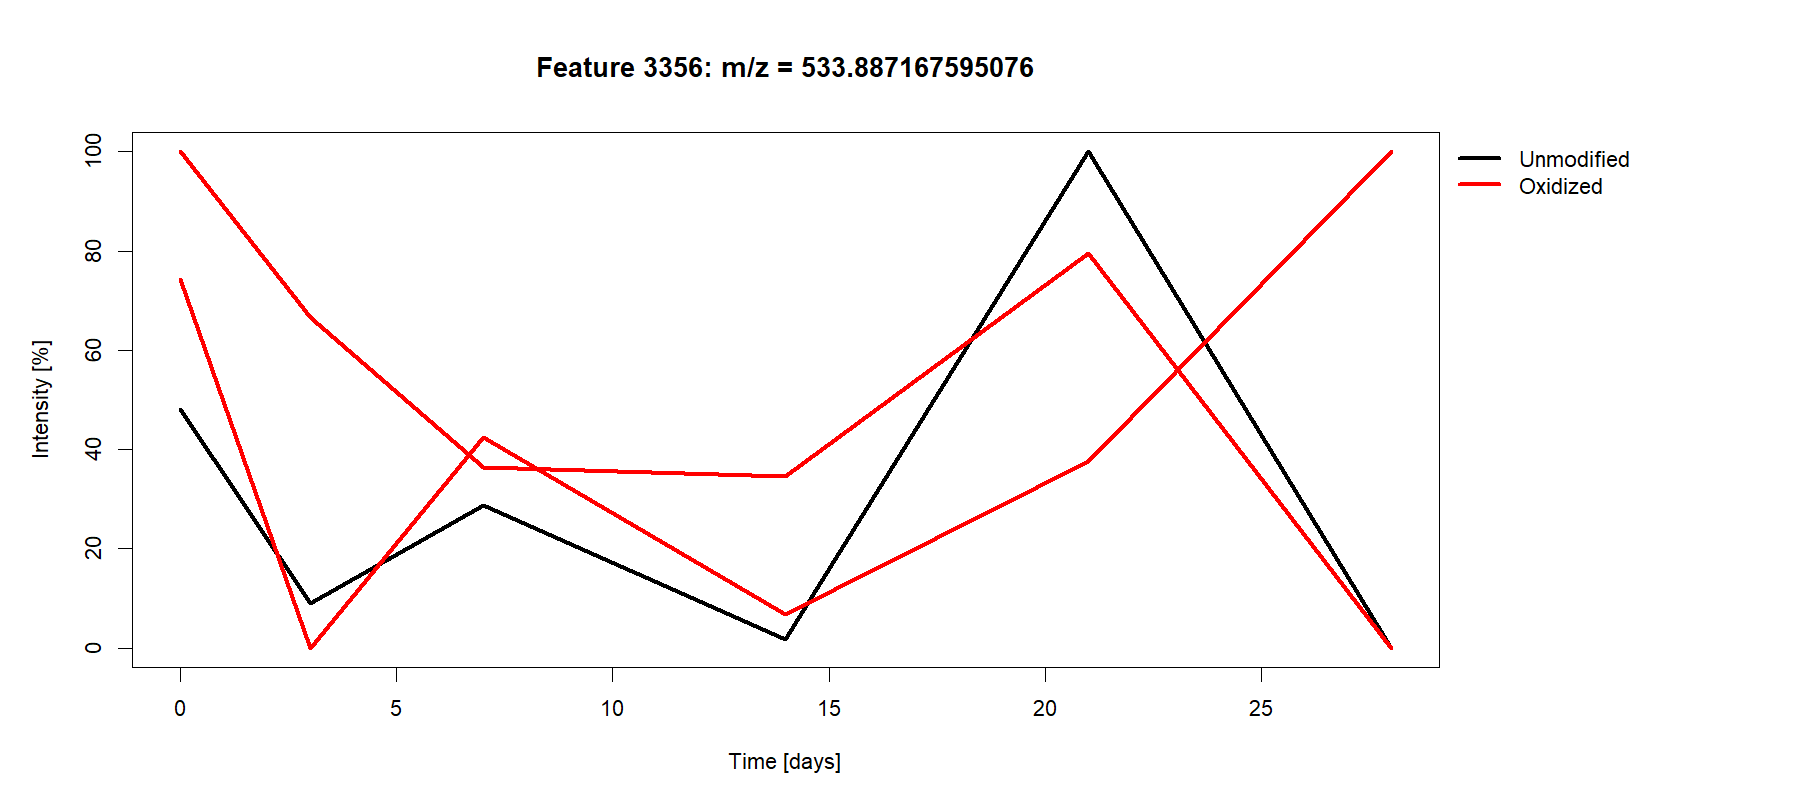 Feature 3356: m/z = 533.887167595076
Unmodified
Oxidized
Intensity [%]
100
80
60
40
20
0
0 5 10 15 20 25
Time [days]